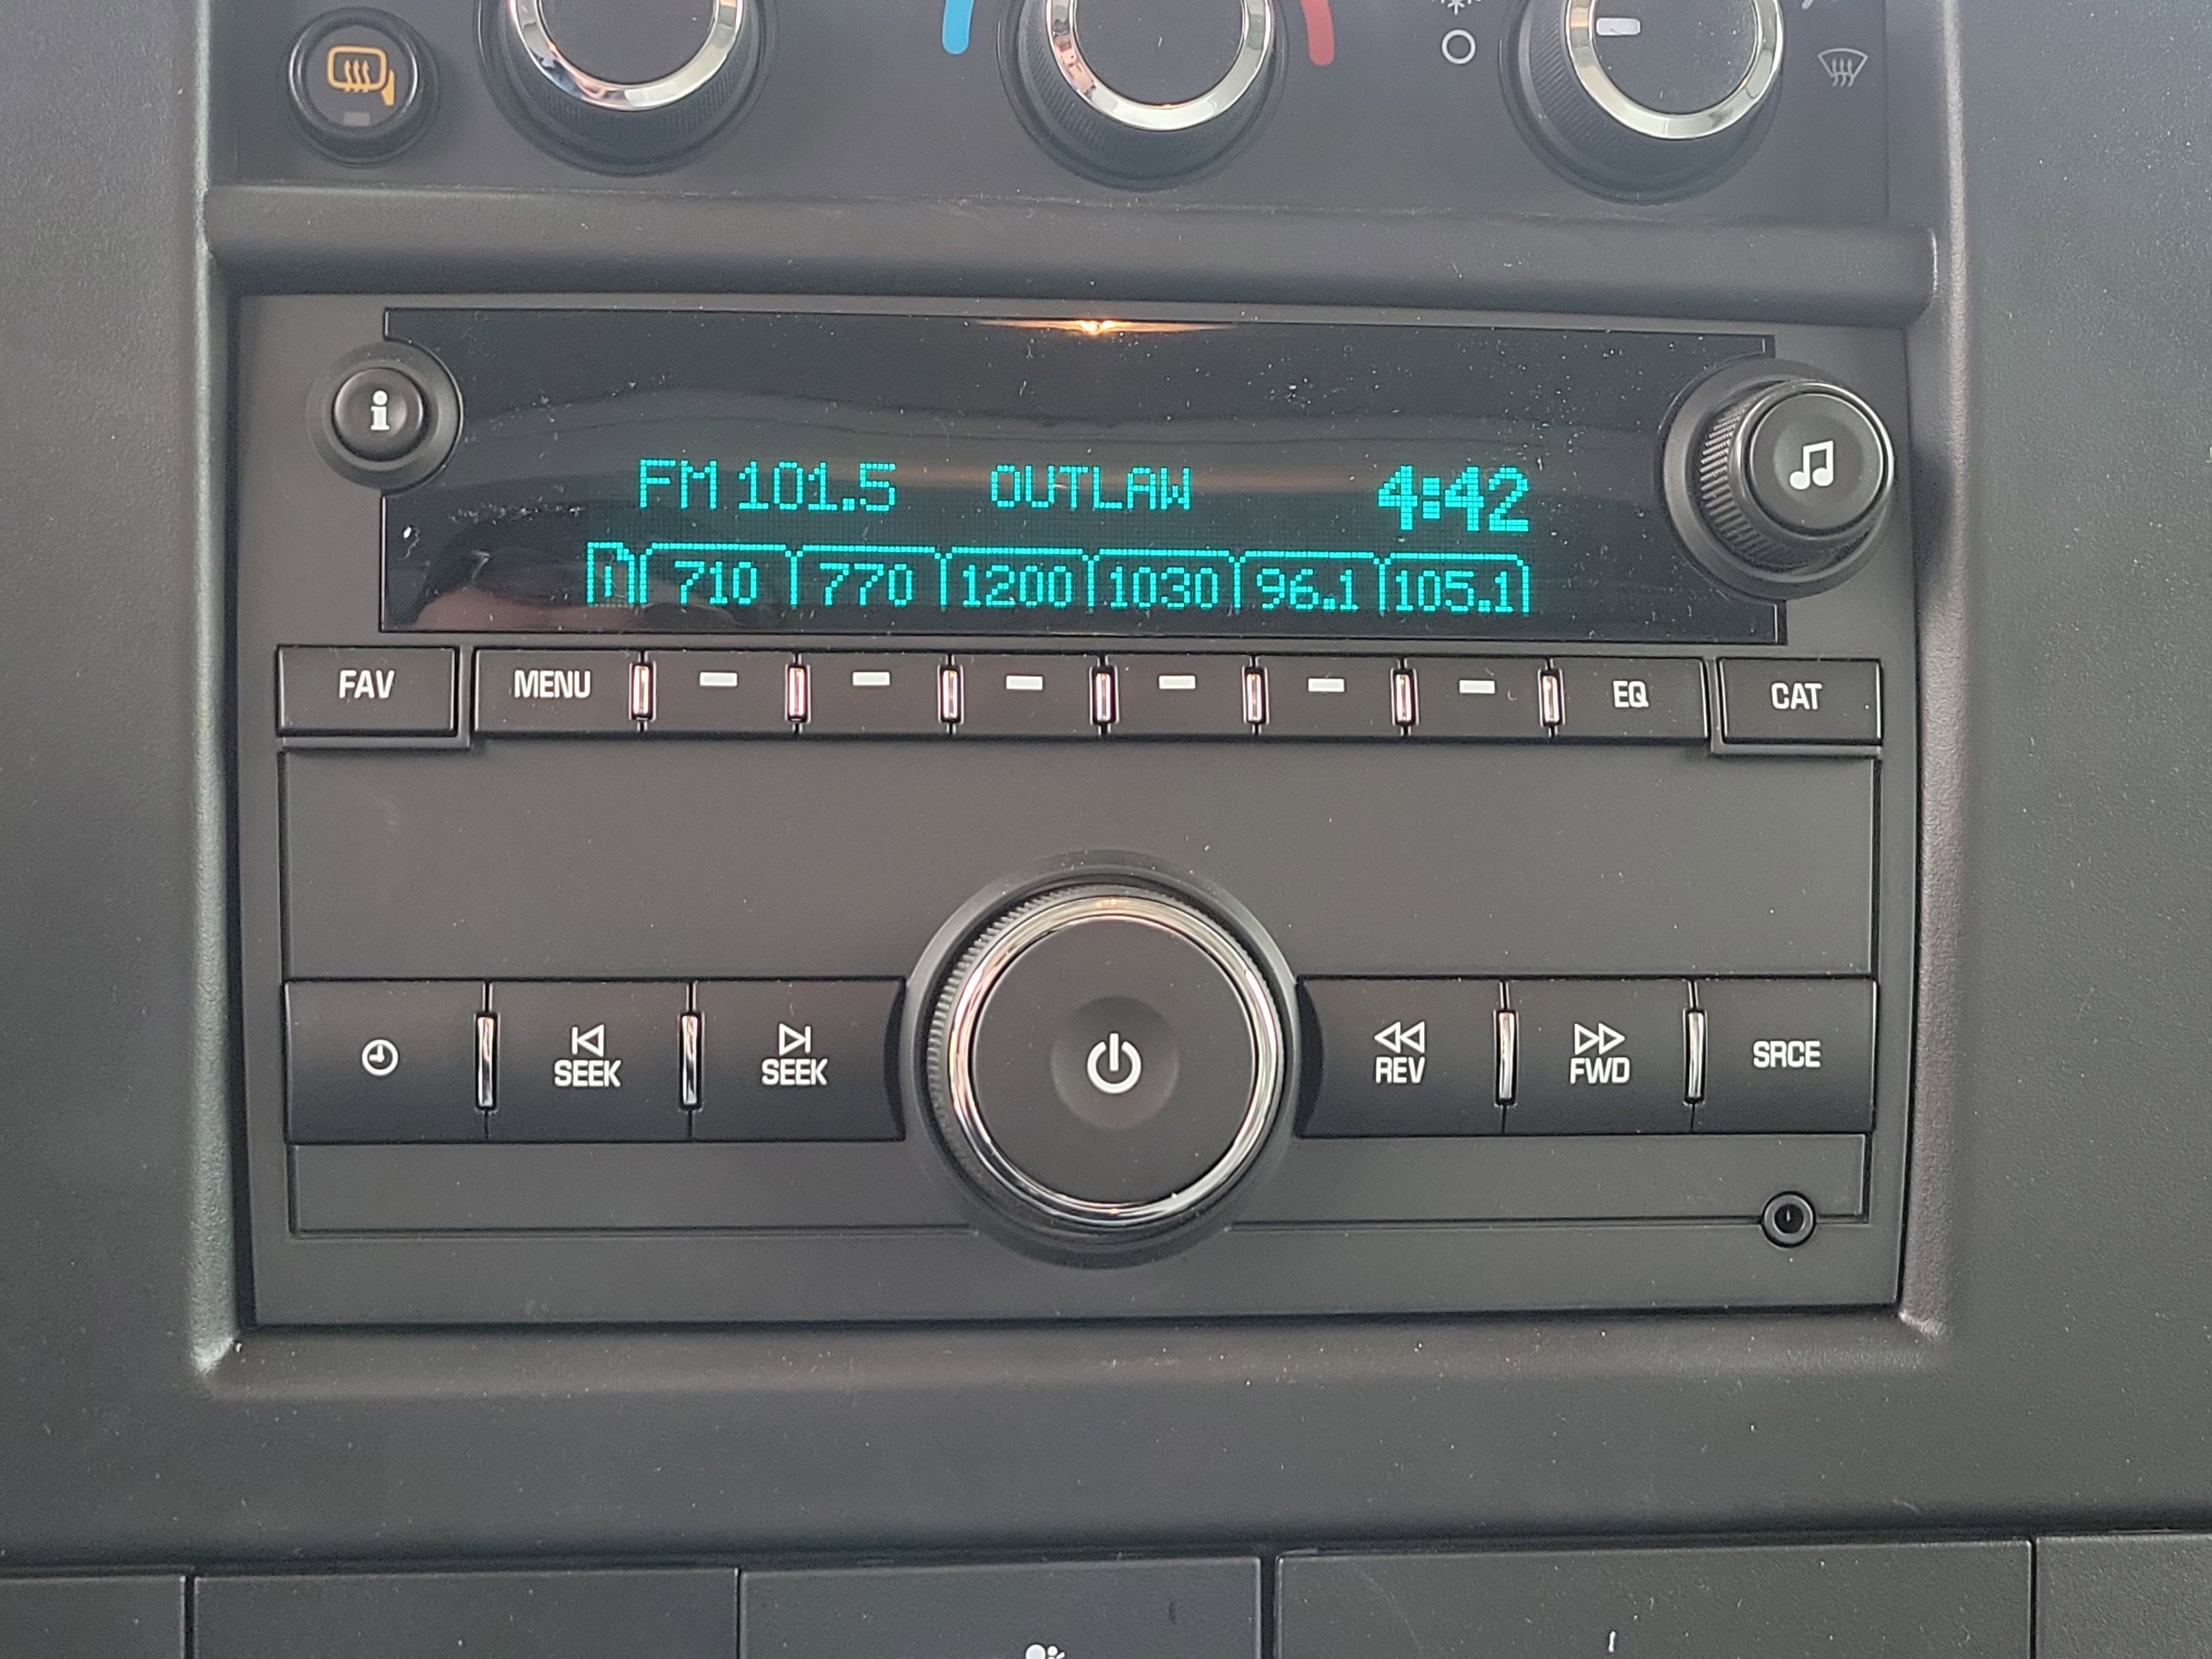 i
FM 101.5 OUTLAW 4:42
710 770 1200 1030 96.1 105.1
FAV MENU EQ CAT
SEEK SEEK REV FWD SRCE